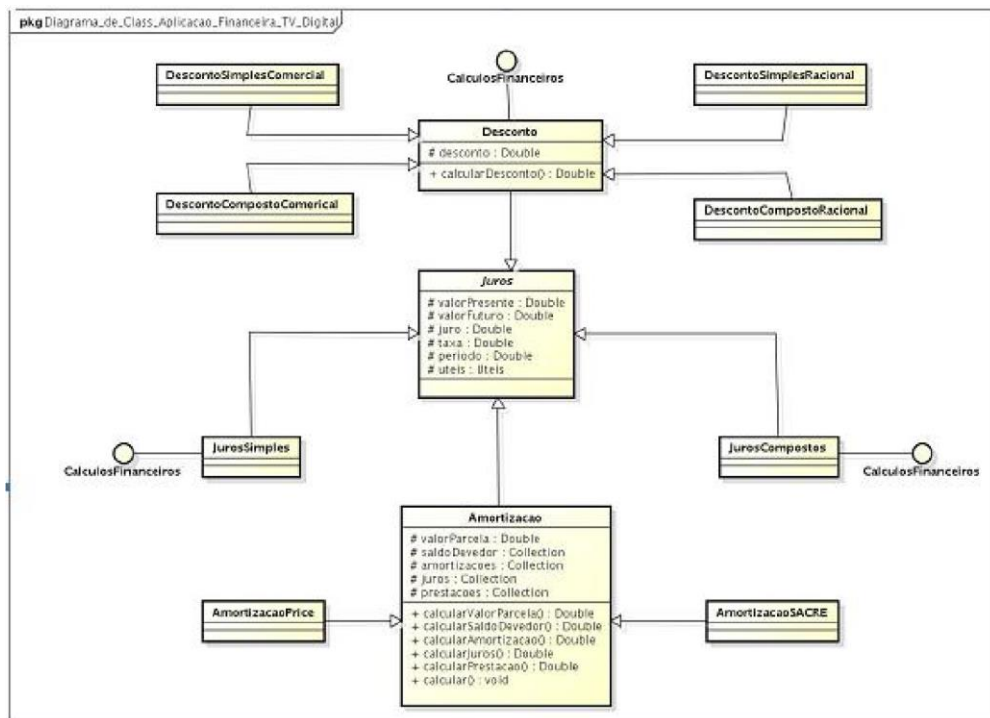 pkg Diagrama_de_Class_Aplicacao_Financeira_TV_Digital
DescontoSimplesComercial
CalculosFinanceiros
DescontoSimplesRacional
Desconto
# desconto : Double
+ calcularDesconto() : Double
DescontoCompostoComerical
DescontoCompostoRacional
Juros
# valorPresente : Double
# valorFuturo : Double
# juro : Double
# taxa : Double
# periodo : Double
# uteis : Uteis
JurosSimples
CalculosFinanceiros
JurosCompostos
CalculosFinanceiros
Amortizacao
# valorParcela : Double
# saldoDevedor : Collection
# amortizacoes : Collection
# juros : Collection
# prestacoes : Collection
+ calcularValorParcela() : Double
+ calcularSaldoDevedor() : Double
+ calcularAmortizacao() : Double
+ calcularJuros() : Double
+ calcularPrestacao() : Double
+ calcular() : void
AmortizacaoPrice
AmortizacaoSACRE